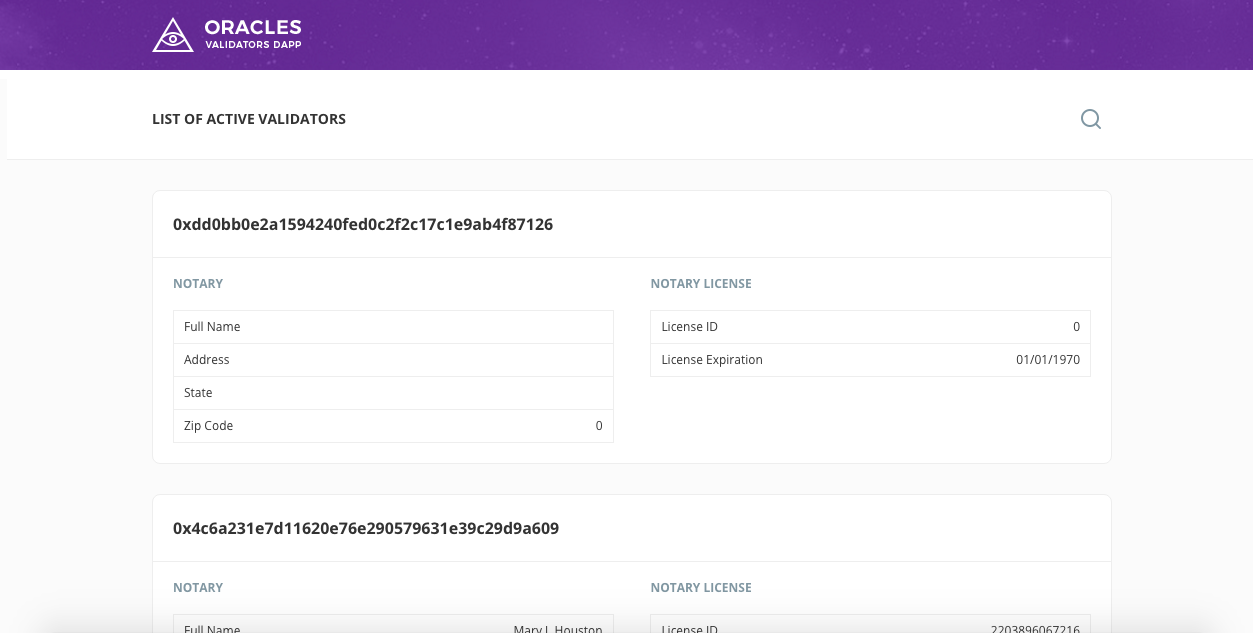 ORACLES
VALIDATORS DAPP
LIST OF ACTIVE VALIDATORS
0xdd0bb0e2a1594240fed0c2f2c17c1e9ab4f87126
NOTARY
Full Name
Address
State
Zip Code 0
NOTARY LICENSE
License ID 0
License Expiration 01/01/1970
0x4c6a231e7d11620e76e290579631e39c29d9a609
NOTARY
Full Name Mary J. Houston
NOTARY LICENSE
License ID 2203896067216